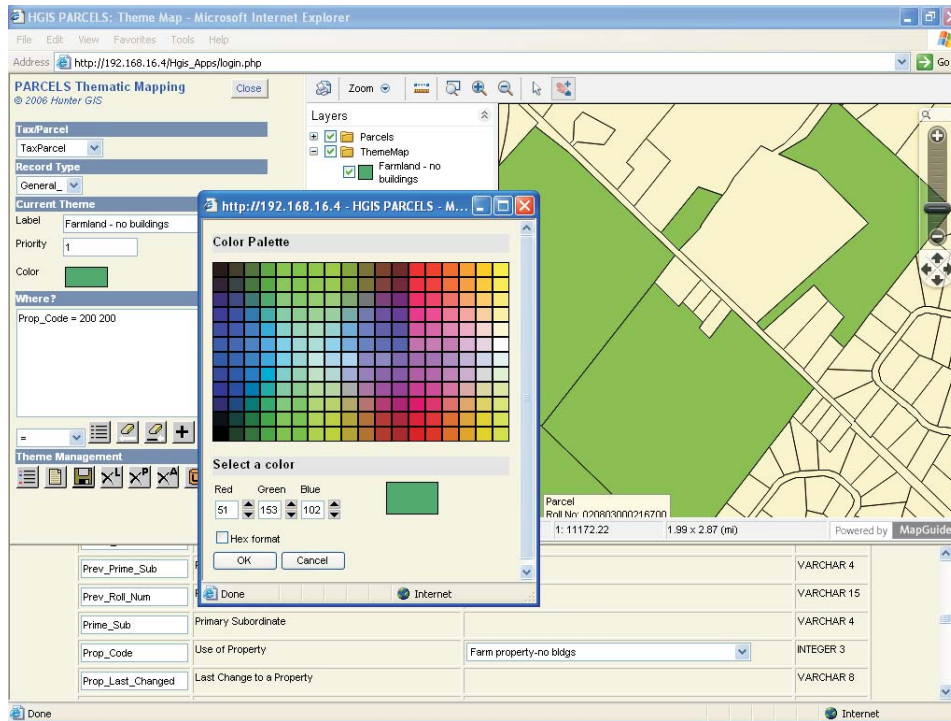 HGIS PARCELS: Theme Map - Microsoft Internet Explorer
File Edit View Favorites Tools Help
Address http://192.168.16.4/Hgis_Apps/login.php Go
PARCELS Thematic Mapping Close
© 2006 Hunter GIS
Tax/Parcel
TaxParcel
Record Type
General_
Current Theme
Label Farmland - no buildings
Priority 1
Color
Where?
Prop_Code = 200 200
=
Theme Management
Zoom
Layers
Parcels
ThemeMap
Farmland - no
buildings
http://192.168.16.4 - HGIS PARCELS - M...
Color Palette
Select a color
Red Green Blue
51 153 102
Hex format
OK Cancel
Done Internet
Parcel
Roll No: 020803000216700
1: 11172.22 1.99 x 2.87 (mi) Powered by MapGuide
Prev_Prime_Sub VARCHAR 4
Prev_Roll_Num VARCHAR 15
Prime_Sub Primary Subordinate VARCHAR 4
Prop_Code Use of Property Farm property-no bldgs INTEGER 3
Prop_Last_Changed Last Change to a Property VARCHAR 8
Done Internet